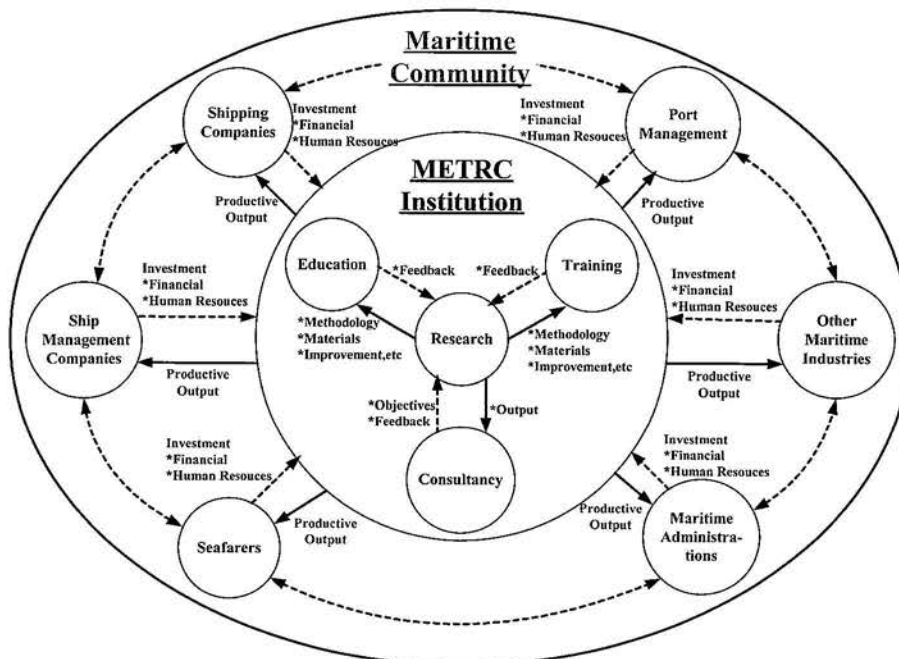 Maritime
Community
Shipping
Companies
Investment
*Financial
*Human Resouces
Investment
*Financial
*Human Resouces
Port
Management
METRC
Institution
Productive
Output
Productive
Output
Education
*Feedback
*Feedback
Training
Investment
*Financial
*Human Resouces
Investment
*Financial
*Human Resouces
Ship
Management
Companies
*Methodology
*Materials
*Improvement,etc
Research
*Methodology
*Materials
*Improvement,etc
Other
Maritime
Industries
Productive
Output
Productive
Output
*Objectives
*Feedback
*Output
Investment
*Financial
*Human Resouces
Investment
*Financial
*Human Resouces
Consultancy
Seafarers
Productive
Output
Productive
Output
Maritime
Administra-
tions